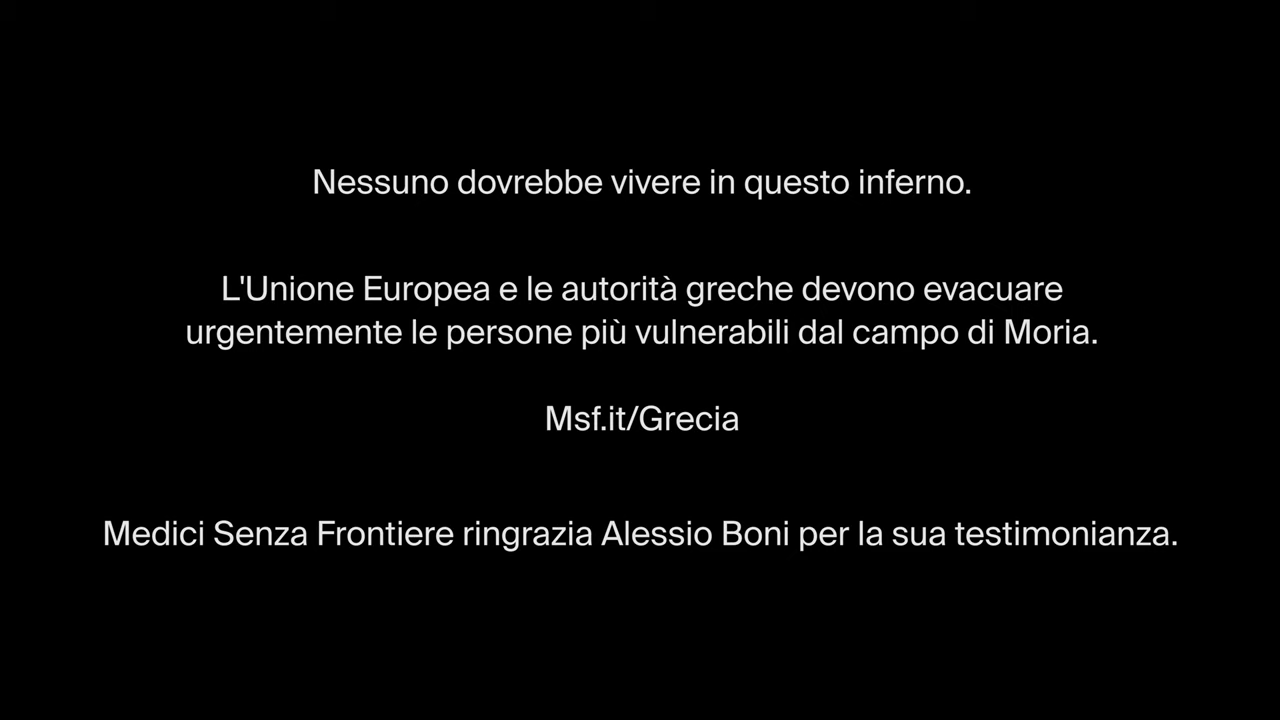 Nessuno dovrebbe vivere in questo inferno.
L'Unione Europea e le autorità greche devono evacuare
urgentemente le persone più vulnerabili dal campo di Moria.
Msf.it/Grecia
Medici Senza Frontiere ringrazia Alessio Boni per la sua testimonianza.